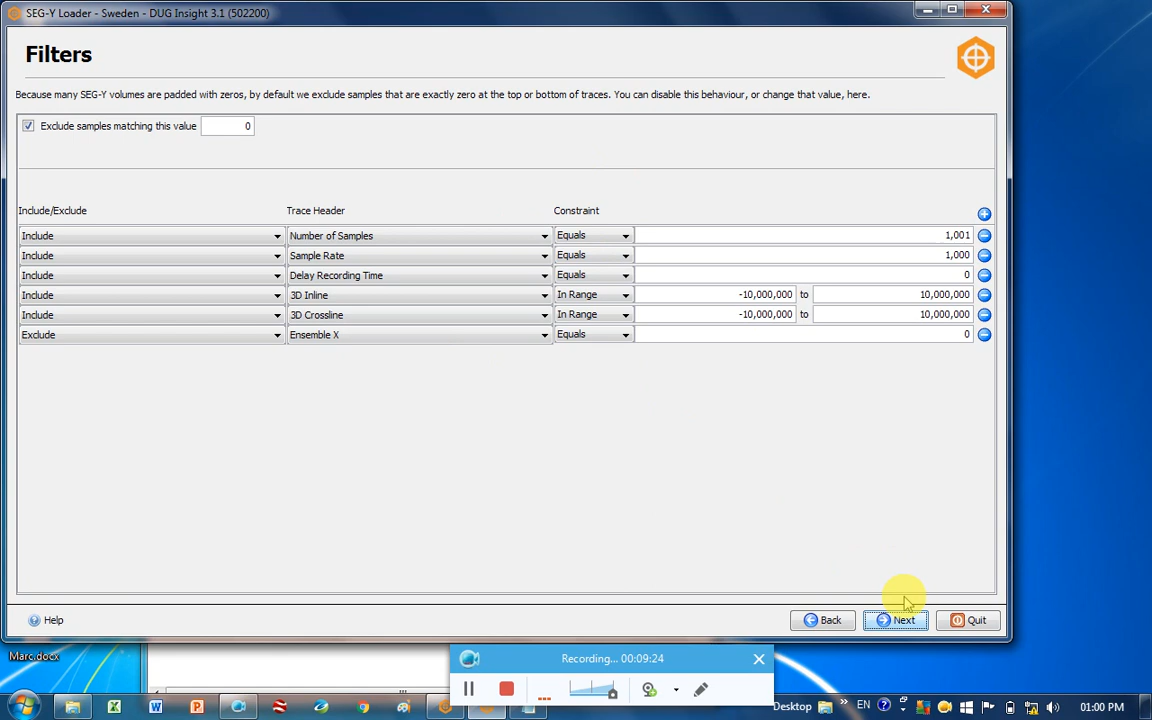 SEG-Y Loader - Sweden - DUG Insight 3.1 (502200)
Filters
Because many SEG-Y volumes are padded with zeros, by default we exclude samples that are exactly zero at the top or bottom of traces. You can disable this behaviour, or change that value, here.
Exclude samples matching this value 0
Include/Exclude Trace Header Constraint
Include Number of Samples Equals 1,001
Include Sample Rate Equals 1,000
Include Delay Recording Time Equals 0
Include 3D Inline In Range -10,000,000 to 10,000,000
Include 3D Crossline In Range -10,000,000 to 10,000,000
Exclude Ensemble X Equals 0
Help Back Next Quit
Marc.docx
Recording... 00:09:24
Desktop EN 01:00 PM